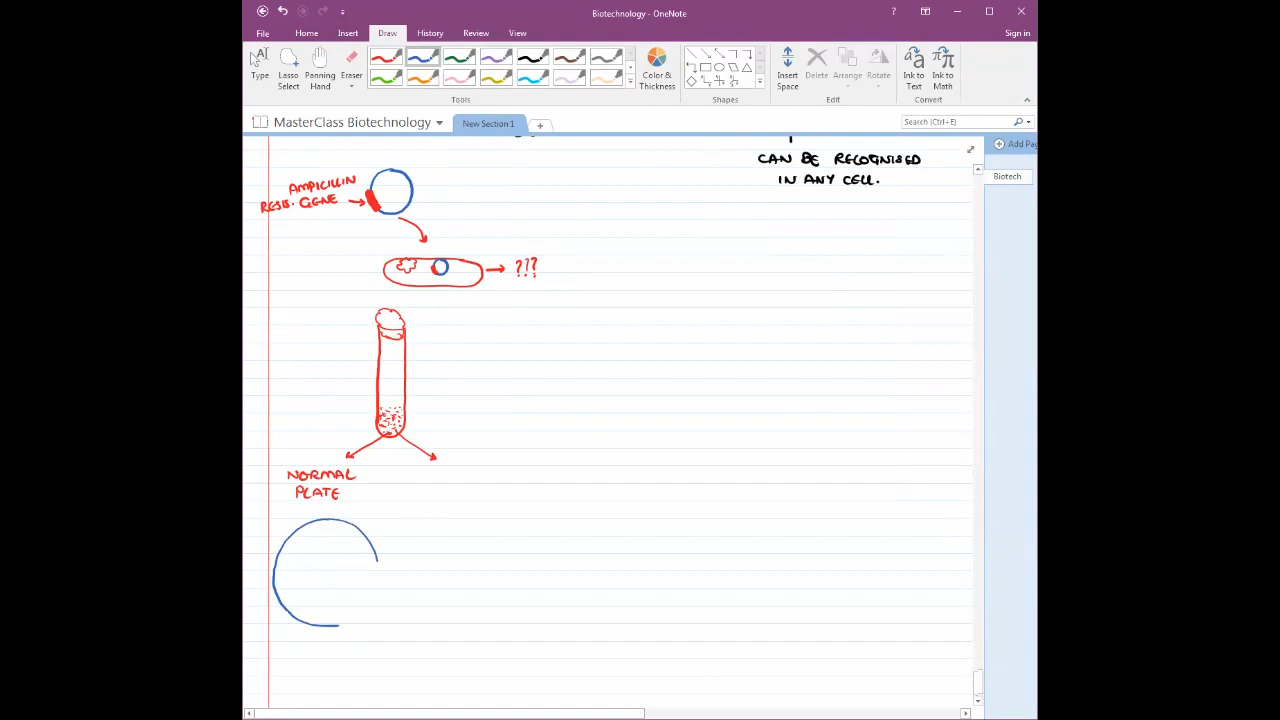 Biotechnology - OneNote
Sign in
File Home Insert Draw History Review View
Type
Lasso Select
Panning Hand
Eraser
Color & Thickness
Insert Space
Delete
Arrange
Rotate
Ink to Text
Ink to Math
Tools
Shapes
Edit
Convert
MasterClass Biotechnology
New Section 1
Search (Ctrl+E)
Add Pag
Biotech
CAN BE RECOGNISED
IN ANY CELL.
AMPICILLIN
RESIS. GENE
???
NORMAL
PLATE